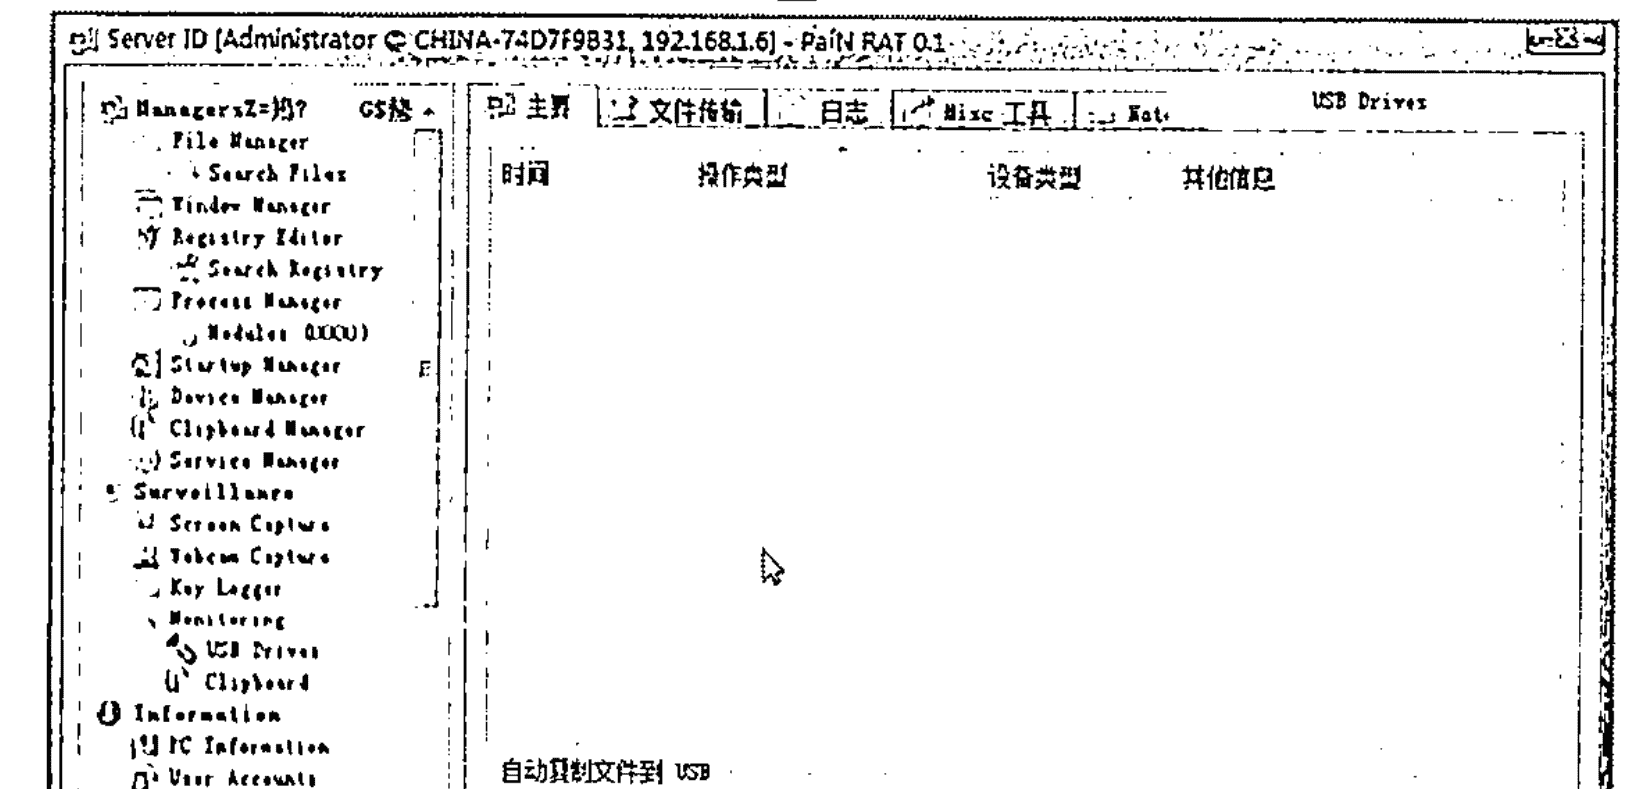 Server ID [Administrator @ CHINA-74D7F9B31, 192.168.1.6] - PaiN RAT 0.1
主界 文件传输 日志 Misc 工具 USB Drives
File Manager
Search Files
Window Manager
Registry Editor
Search Registry
Process Manager
Modules
Startup Manager
Device Manager
Clipboard Manager
Service Manager
Surveillance
Screen Capture
Webcam Capture
Key Logger
Monitoring
USB Drives
Clipboard
Information
PC Information
User Accounts
时间 操作类型 设备类型 其他信息
自动复制文件到 USB